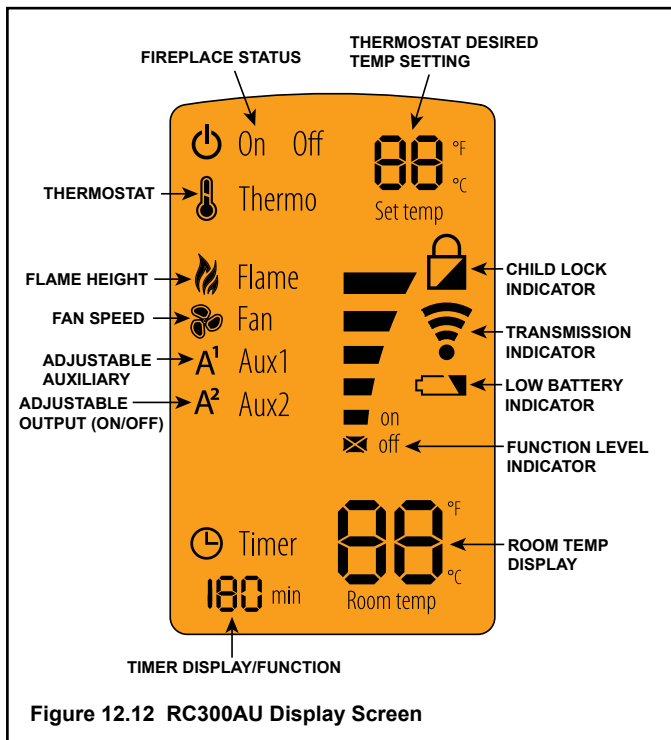 FIREPLACE STATUS
THERMOSTAT DESIRED
TEMP SETTING
On Off
88 °F
°C
Set temp
THERMOSTAT
Thermo
FLAME HEIGHT
Flame
CHILD LOCK
INDICATOR
FAN SPEED
Fan
TRANSMISSION
INDICATOR
ADJUSTABLE
AUXILIARY
A¹ Aux1
LOW BATTERY
INDICATOR
ADJUSTABLE
OUTPUT (ON/OFF)
A² Aux2
on
off
FUNCTION LEVEL
INDICATOR
Timer
180 min
88 °F
°C
Room temp
ROOM TEMP
DISPLAY
TIMER DISPLAY/FUNCTION
Figure 12.12 RC300AU Display Screen